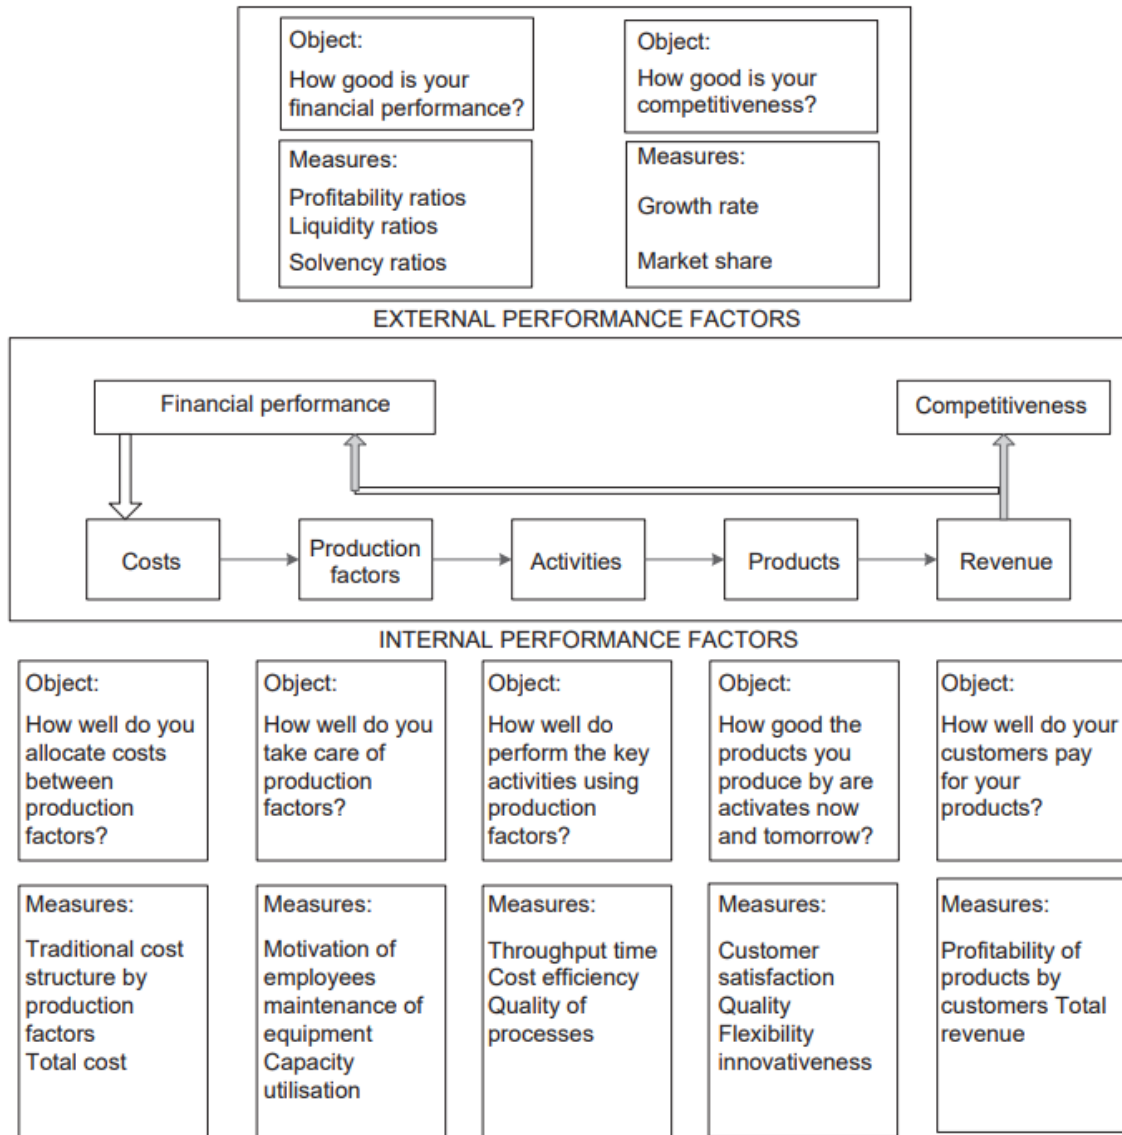 Object:
How good is your
financial performance?
Object:
How good is your
competitiveness?
Measures:
Profitability ratios
Liquidity ratios
Solvency ratios
Measures:
Growth rate
Market share
EXTERNAL PERFORMANCE FACTORS
Financial performance
Competitiveness
Costs
Production
factors
Activities
Products
Revenue
INTERNAL PERFORMANCE FACTORS
Object:
How well do you
allocate costs
between
production
factors?
Object:
How well do you
take care of
production
factors?
Object:
How well do
perform the key
activities using
production
factors?
Object:
How good the
products you
produce by are
activates now
and tomorrow?
Object:
How well do your
customers pay
for your
products?
Measures:
Traditional cost
structure by
production
factors
Total cost
Measures:
Motivation of
employees
maintenance of
equipment
Capacity
utilisation
Measures:
Throughput time
Cost efficiency
Quality of
processes
Measures:
Customer
satisfaction
Quality
Flexibility
innovativeness
Measures:
Profitability of
products by
customers Total
revenue